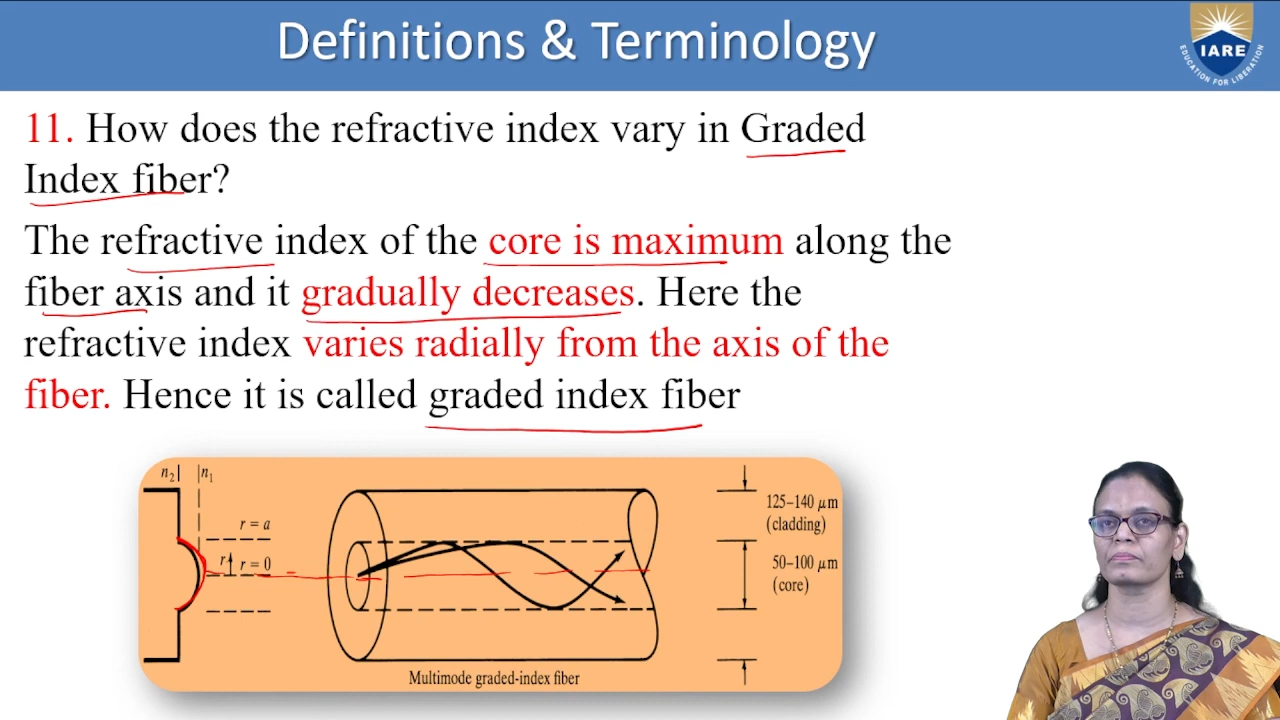 Definitions & Terminology
IARE
EDUCATION FOR LIBERATION
11. How does the refractive index vary in Graded
Index fiber?
The refractive index of the core is maximum along the
fiber axis and it gradually decreases. Here the
refractive index varies radially from the axis of the
fiber. Hence it is called graded index fiber
n2 n1
r = a
r r = 0
125–140 μm
(cladding)
50–100 μm
(core)
Multimode graded-index fiber